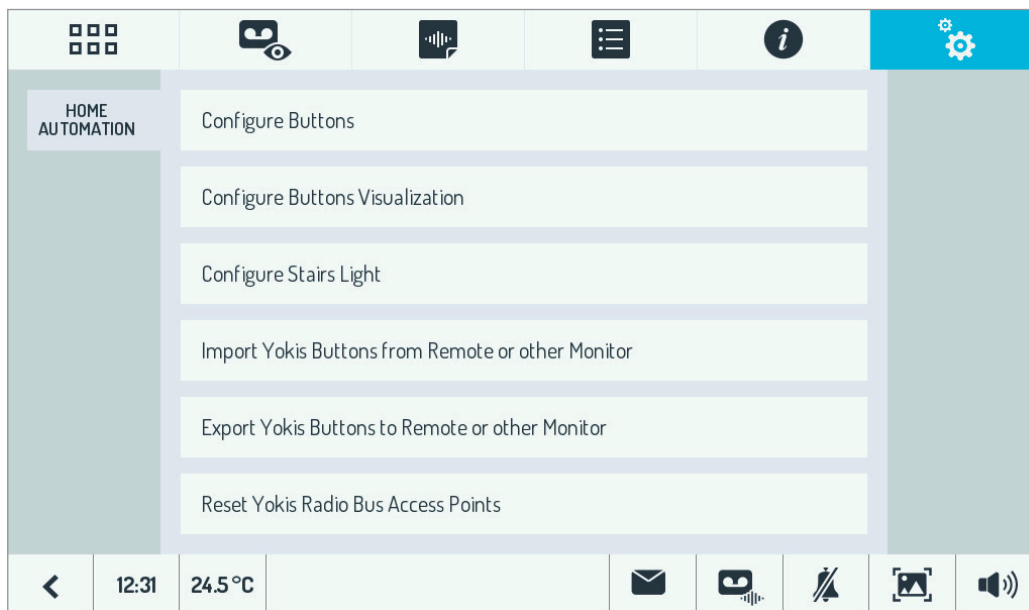 HOME
AUTOMATION
Configure Buttons
Configure Buttons Visualization
Configure Stairs Light
Import Yokis Buttons from Remote or other Monitor
Export Yokis Buttons to Remote or other Monitor
Reset Yokis Radio Bus Access Points
12:31
24.5 °C